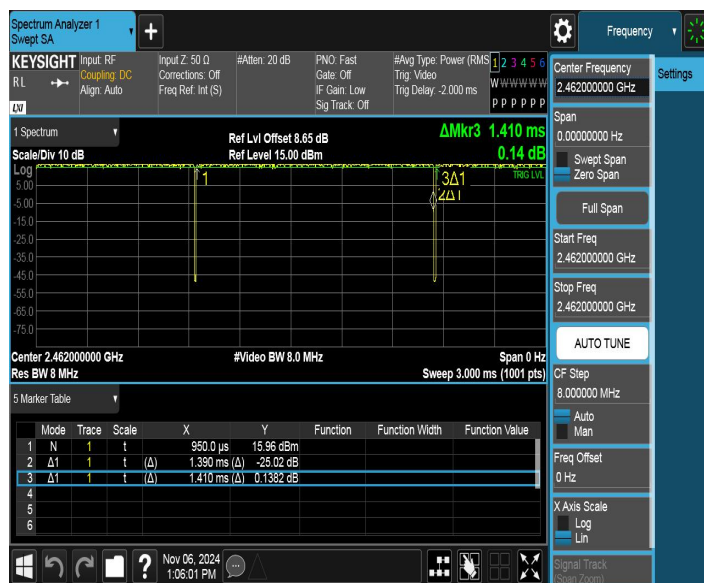 Spectrum Analyzer 1
Swept SA
+
Frequency
KEYSIGHT
RL
LXI
Input: RF
Coupling: DC
Align: Auto
Input Z: 50 Ω
Corrections: Off
Freq Ref: Int (S)
#Atten: 20 dB
PNO: Fast
Gate: Off
IF Gain: Low
Sig Track: Off
#Avg Type: Power (RMS
Trig: Video
Trig Delay: -2.000 ms
1 2 3 4 5 6
W W W W W W
P P P P P P
1 Spectrum
Scale/Div 10 dB
Ref Lvl Offset 8.65 dB
Ref Level 15.00 dBm
ΔMkr3 1.410 ms
0.14 dB
Log
TRIG LVL
1
3Δ1
2Δ1
5.00
-5.00
-15.0
-25.0
-35.0
-45.0
-55.0
-65.0
-75.0
Center 2.462000000 GHz
#Video BW 8.0 MHz
Span 0 Hz
Res BW 8 MHz
Sweep 3.000 ms (1001 pts)
5 Marker Table
Mode Trace Scale X Y Function Function Width Function Value
1 N 1 t 950.0 µs 15.96 dBm
2 Δ1 1 t (Δ) 1.390 ms (Δ) -25.02 dB
3 Δ1 1 t (Δ) 1.410 ms (Δ) 0.1382 dB
4
5
6
?
Nov 06, 2024
1:06:01 PM
Center Frequency
2.462000000 GHz
Settings
Span
0.00000000 Hz
Swept Span
Zero Span
Full Span
Start Freq
2.462000000 GHz
Stop Freq
2.462000000 GHz
AUTO TUNE
CF Step
8.000000 MHz
Auto
Man
Freq Offset
0 Hz
X Axis Scale
Log
Lin
Signal Track
(Span Zoom)